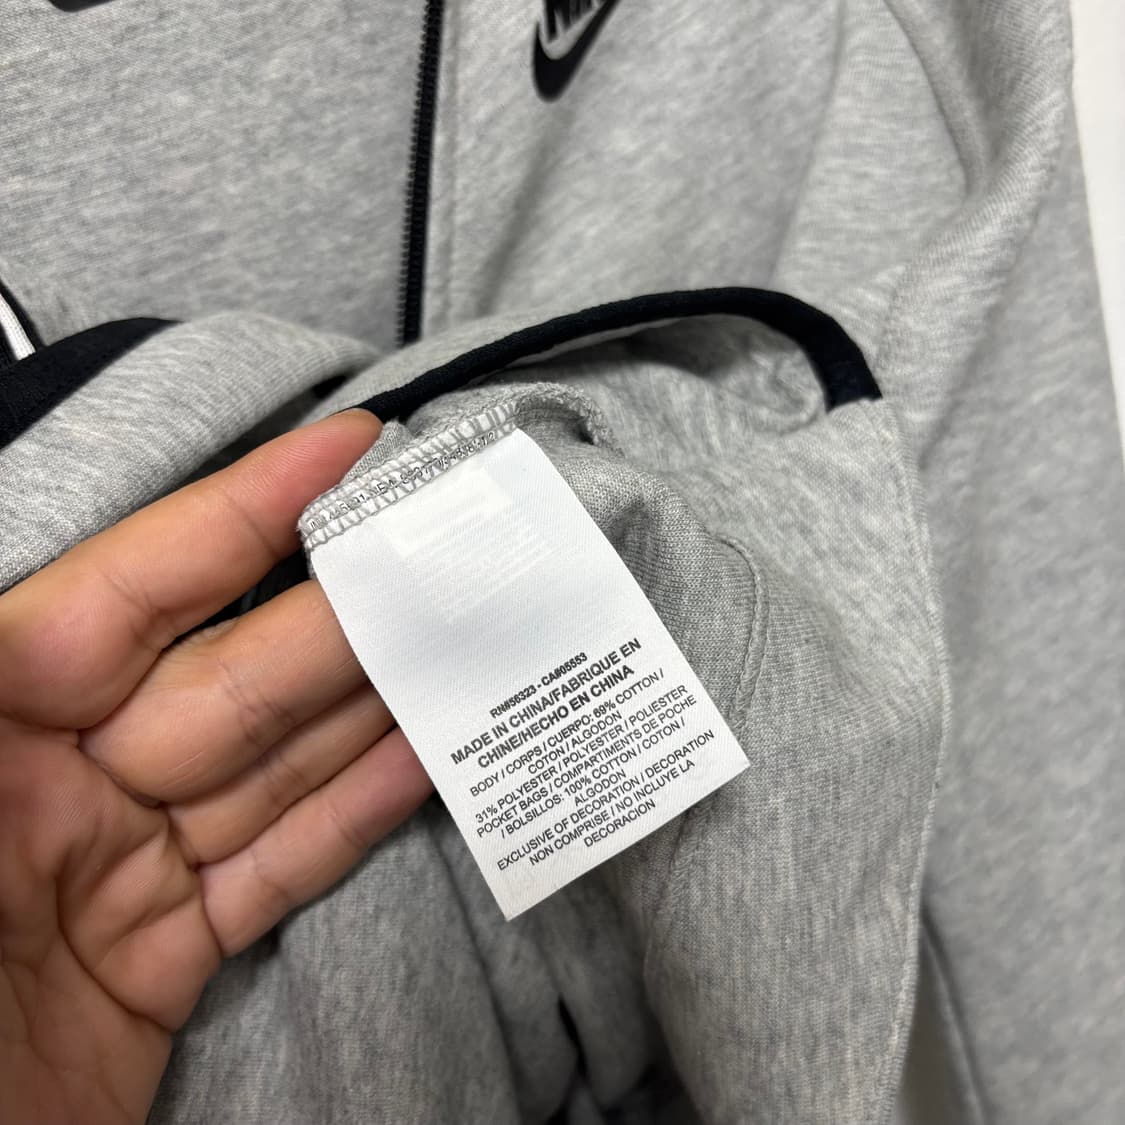 NIKE
RN#56323 - CA#05553
MADE IN CHINA/FABRIQUE EN
CHINE/HECHO EN CHINA
BODY / CORPS / CUERPO: 69% COTTON /
COTON / ALGODON
31% POLYESTER / POLYESTER / POLIESTER
POCKET BAGS / COMPARTIMENTS DE POCHE
/ BOLSILLOS: 100% COTTON / COTON /
ALGODON
EXCLUSIVE OF DECORATION / DECORATION
NON COMPRISE / NO INCLUYE LA
DECORACION